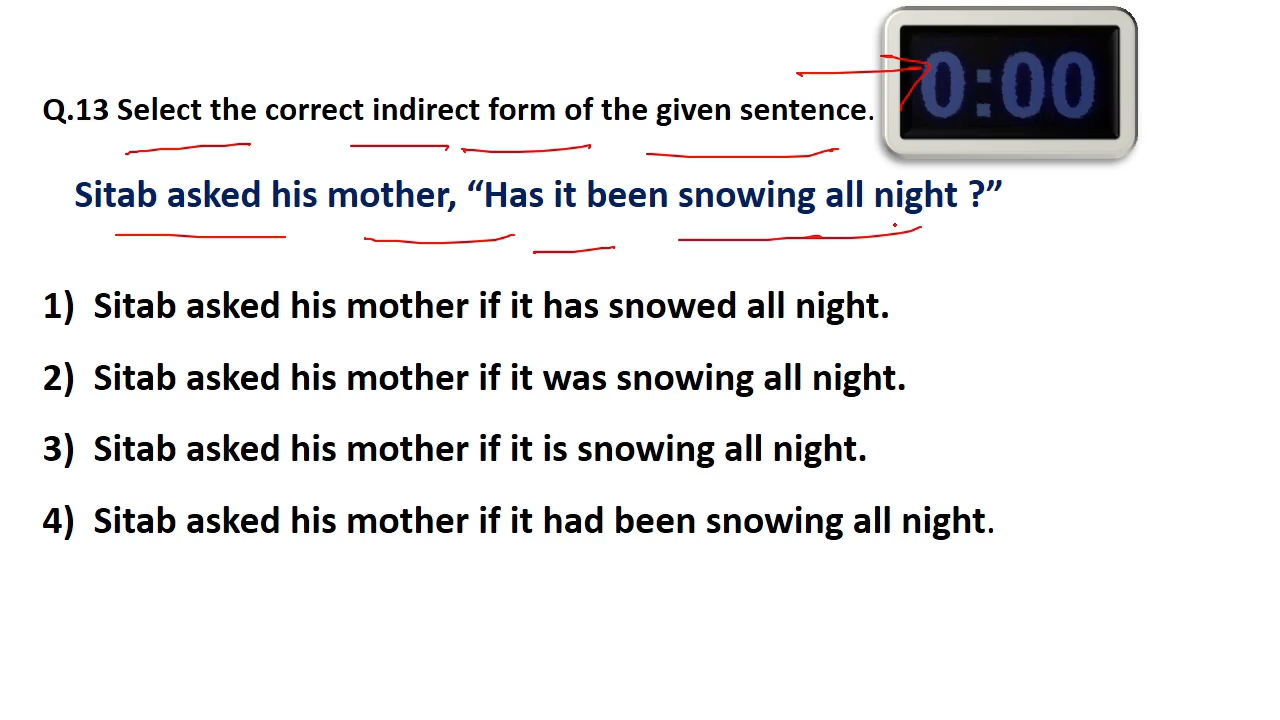 0:00
Q.13 Select the correct indirect form of the given sentence.
Sitab asked his mother, “Has it been snowing all night ?”
1) Sitab asked his mother if it has snowed all night.
2) Sitab asked his mother if it was snowing all night.
3) Sitab asked his mother if it is snowing all night.
4) Sitab asked his mother if it had been snowing all night.